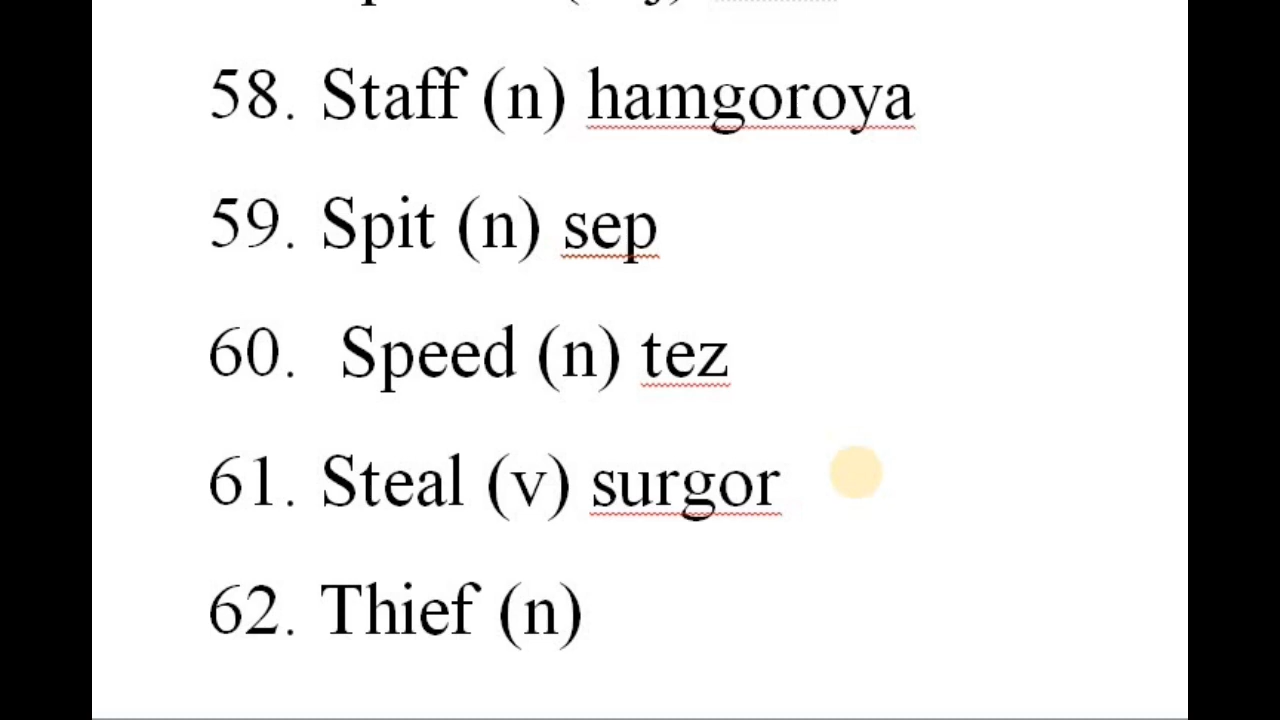 58. Staff (n) hamgoroya
59. Spit (n) sep
60. Speed (n) tez
61. Steal (v) surgor
62. Thief (n)